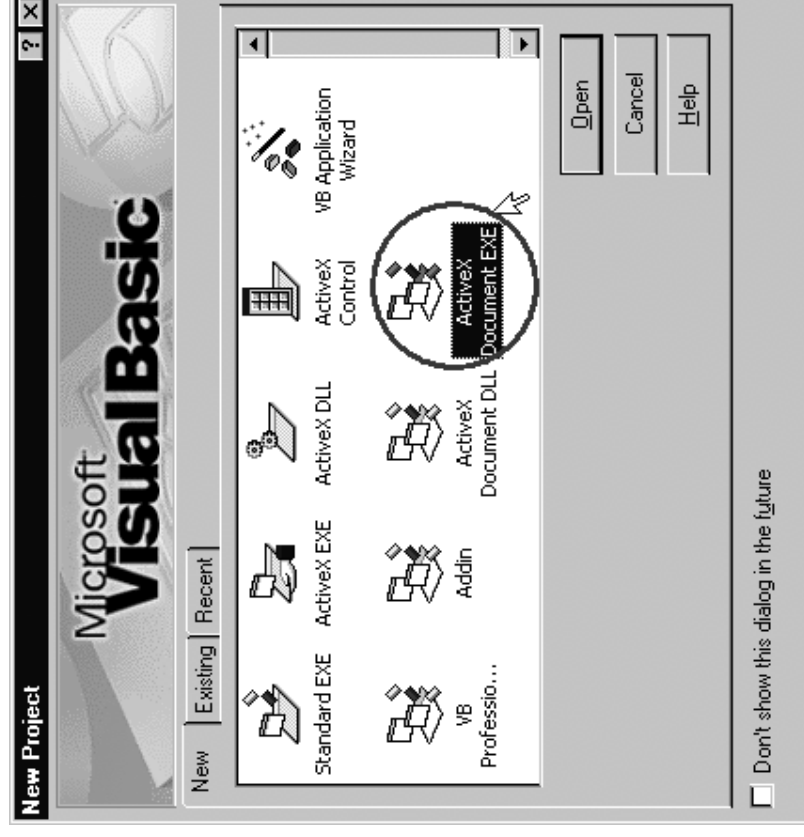 New Project
Microsoft
Visual Basic
New
Existing
Recent
Standard EXE
ActiveX EXE
ActiveX DLL
ActiveX
Control
VB Application
Wizard
VB
Professio...
Addin
ActiveX
Document DLL
ActiveX
Document EXE
Open
Cancel
Help
Don't show this dialog in the future